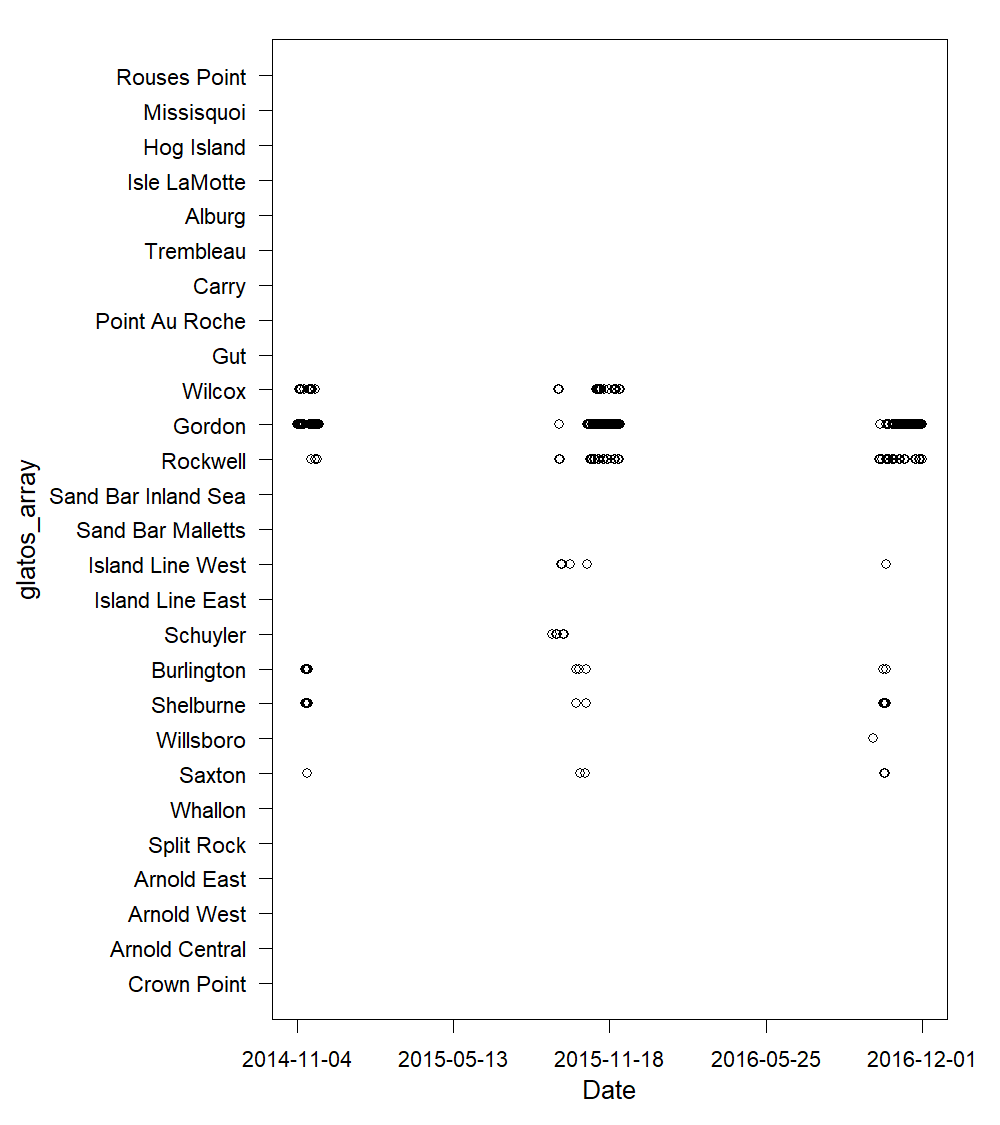 Rouses Point
Missisquoi
Hog Island
Isle LaMotte
Alburg
Trembleau
Carry
Point Au Roche
Gut
Wilcox
Gordon
Rockwell
Sand Bar Inland Sea
Sand Bar Malletts
Island Line West
Island Line East
Schuyler
Burlington
Shelburne
Willsboro
Saxton
Whallon
Split Rock
Arnold East
Arnold West
Arnold Central
Crown Point
glatos_array
2014-11-04 2015-05-13 2015-11-18 2016-05-25 2016-12-01
Date